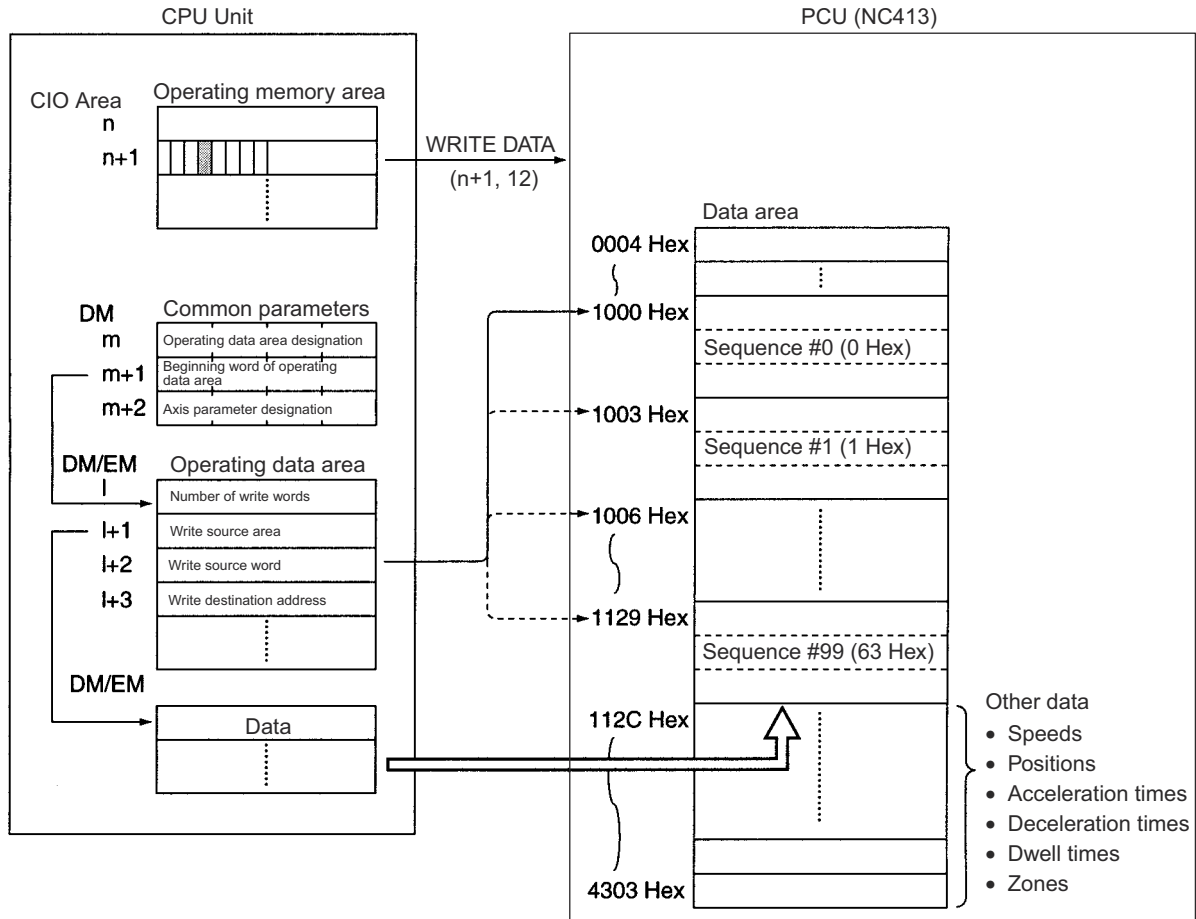 CPU Unit
PCU (NC413)
CIO Area
Operating memory area
n
n+1
WRITE DATA
(n+1, 12)
Data area
0004 Hex
1000 Hex
Sequence #0 (0 Hex)
DM
Common parameters
m
Operating data area designation
m+1
Beginning word of operating
data area
m+2
Axis parameter designation
1003 Hex
Sequence #1 (1 Hex)
DM/EM
Operating data area
l
Number of write words
l+1
Write source area
l+2
Write source word
l+3
Write destination address
1006 Hex
1129 Hex
Sequence #99 (63 Hex)
DM/EM
Data
112C Hex
4303 Hex
Other data
• Speeds
• Positions
• Acceleration times
• Deceleration times
• Dwell times
• Zones